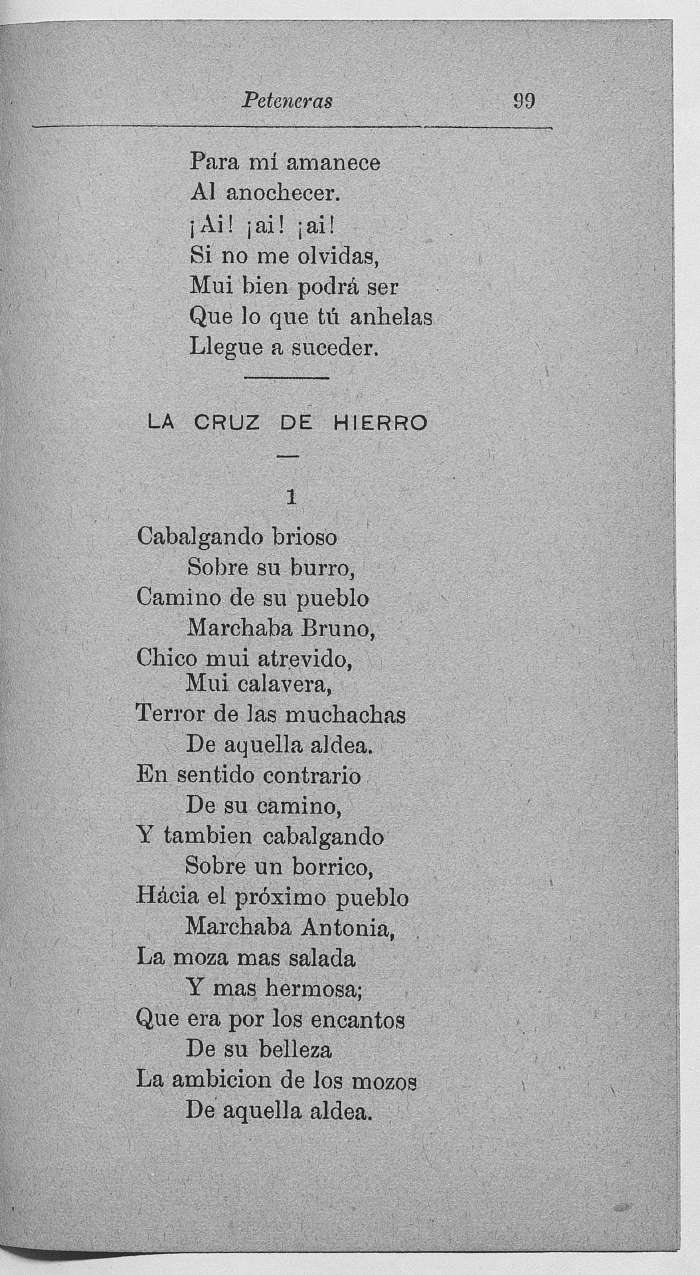 Peteneras 99
Para mí amanece
Al anochecer.
¡Ai! ¡ai! ¡ai!
Si no me olvidas,
Mui bien podrá ser
Que lo que tú anhelas
Llegue a suceder.
LA CRUZ DE HIERRO
1
Cabalgando brioso
Sobre su burro,
Camino de su pueblo
Marchaba Bruno,
Chico mui atrevido,
Mui calavera,
Terror de las muchachas
De aquella aldea.
En sentido contrario
De su camino,
Y tambien cabalgando
Sobre un borrico,
Hácia el próximo pueblo
Marchaba Antonia,
La moza mas salada
Y mas hermosa;
Que era por los encantos
De su belleza
La ambicion de los mozos
De aquella aldea.